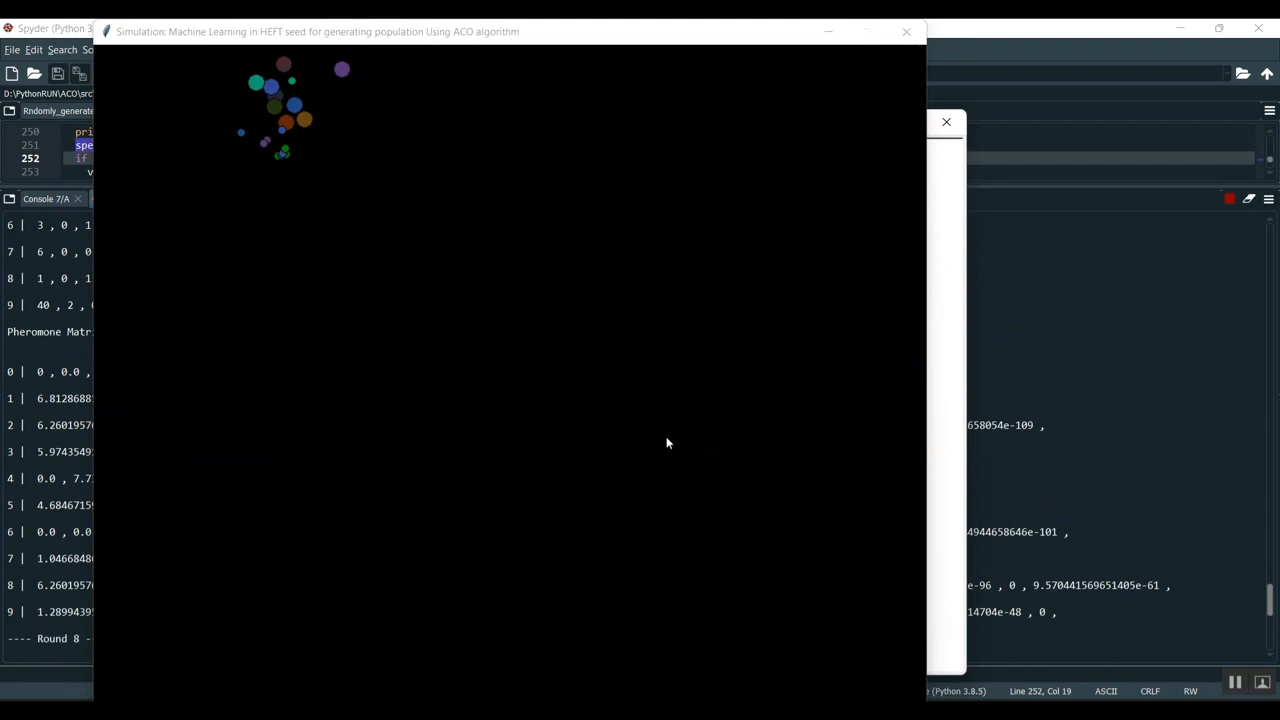 Spyder (Python 3
Simulation: Machine Learning in HEFT seed for generating population Using ACO algorithm
File Edit Search So
D:\PythonRUN\ACO\src
Rndomly_generate
250 pri
251 spe
252 if
253 v
Console 7/A
6 | 3 , 0 , 1
7 | 6 , 0 , 0
8 | 1 , 0 , 1
9 | 40 , 2 ,
Pheromone Matri
0 | 0 , 0.0 ,
1 | 6.8128688
2 | 6.2601957
658054e-109 ,
3 | 5.9743549
4 | 0.0 , 7.7
5 | 4.6846715
6 | 0.0 , 0.0
4944658646e-101 ,
7 | 1.0466848
8 | 6.2601957
e-96 , 0 , 9.570441569651405e-61 ,
9 | 1.2899439
14704e-48 , 0 ,
---- Round 8 --
(Python 3.8.5)
Line 252, Col 19
ASCII
CRLF
RW